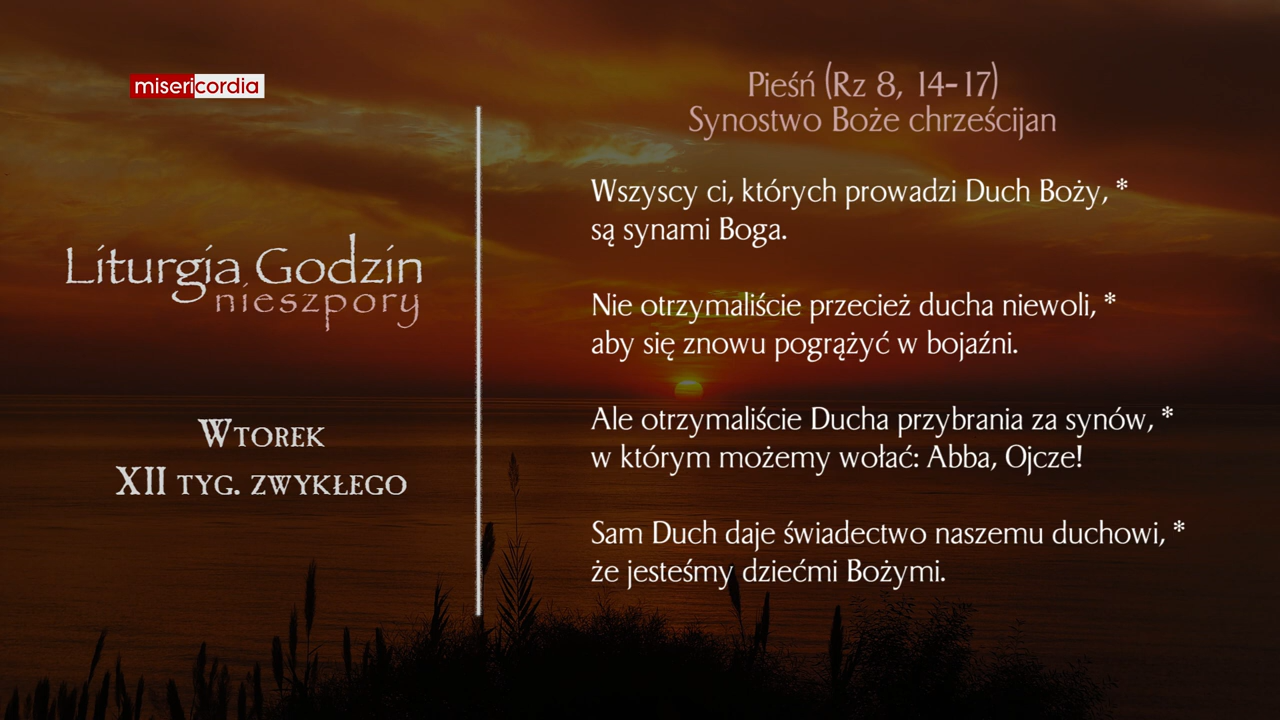 misericordia
Liturgia Godzin
nieszpory
Wtorek
XII tyg. zwykłego
Pieśń (Rz 8, 14-17)
Synostwo Boże chrześcijan
Wszyscy ci, których prowadzi Duch Boży, *
są synami Boga.
Nie otrzymaliście przecież ducha niewoli, *
aby się znowu pogrążyć w bojaźni.
Ale otrzymaliście Ducha przybrania za synów, *
w którym możemy wołać: Abba, Ojcze!
Sam Duch daje świadectwo naszemu duchowi, *
że jesteśmy dziećmi Bożymi.